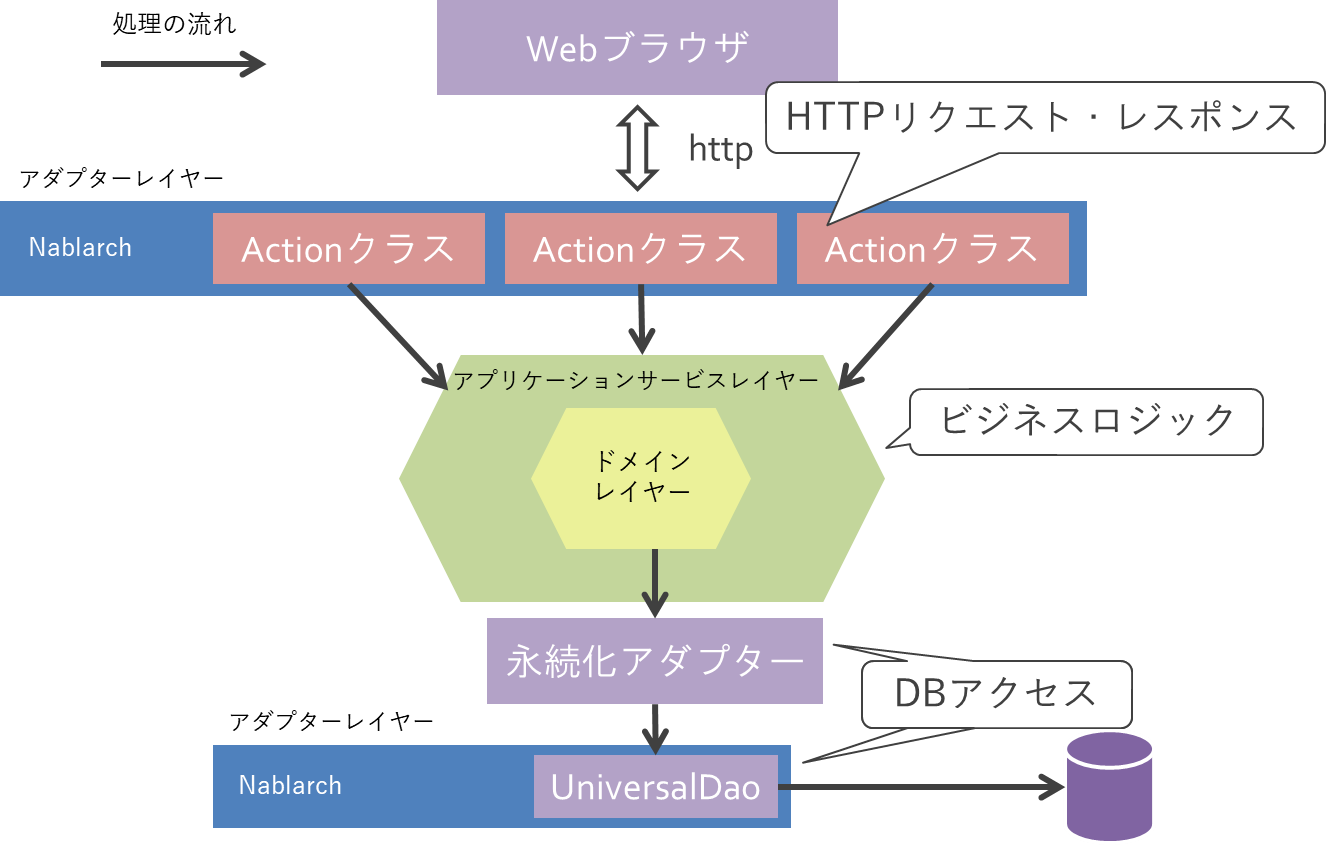 処理の流れ
Webブラウザ
HTTPリクエスト・レスポンス
http
アダプターレイヤー
Nablarch
Actionクラス
Actionクラス
Actionクラス
アプリケーションサービスレイヤー
ビジネスロジック
ドメイン
レイヤー
永続化アダプター
DBアクセス
アダプターレイヤー
Nablarch
UniversalDao